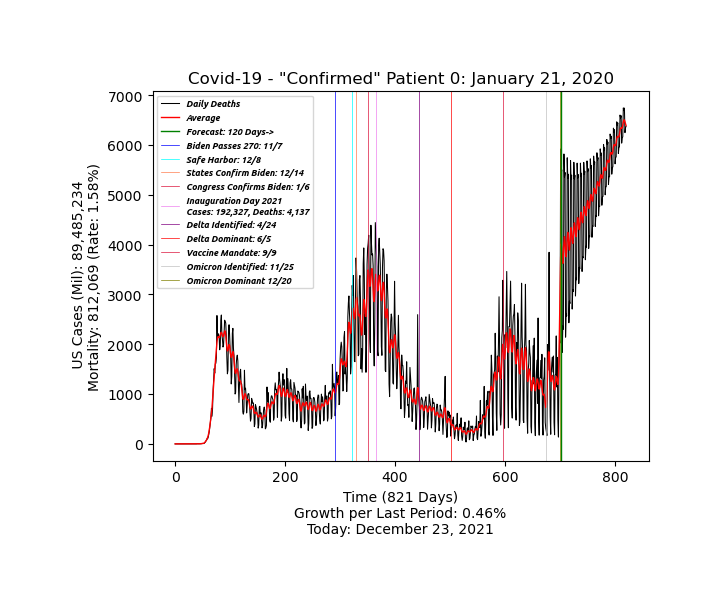 Covid-19 - "Confirmed" Patient 0: January 21, 2020
7000
6000
5000
4000
3000
2000
1000
0
US Cases (Mil): 89,485,234
Mortality: 812,069 (Rate: 1.58%)
Daily Deaths
Average
Forecast: 120 Days->
Biden Passes 270: 11/7
Safe Harbor: 12/8
States Confirm Biden: 12/14
Congress Confirms Biden: 1/6
Inauguration Day 2021
Cases: 192,327, Deaths: 4,137
Delta Identified: 4/24
Delta Dominant: 6/5
Vaccine Mandate: 9/9
Omicron Identified: 11/25
Omicron Dominant 12/20
0 200 400 600 800
Time (821 Days)
Growth per Last Period: 0.46%
Today: December 23, 2021